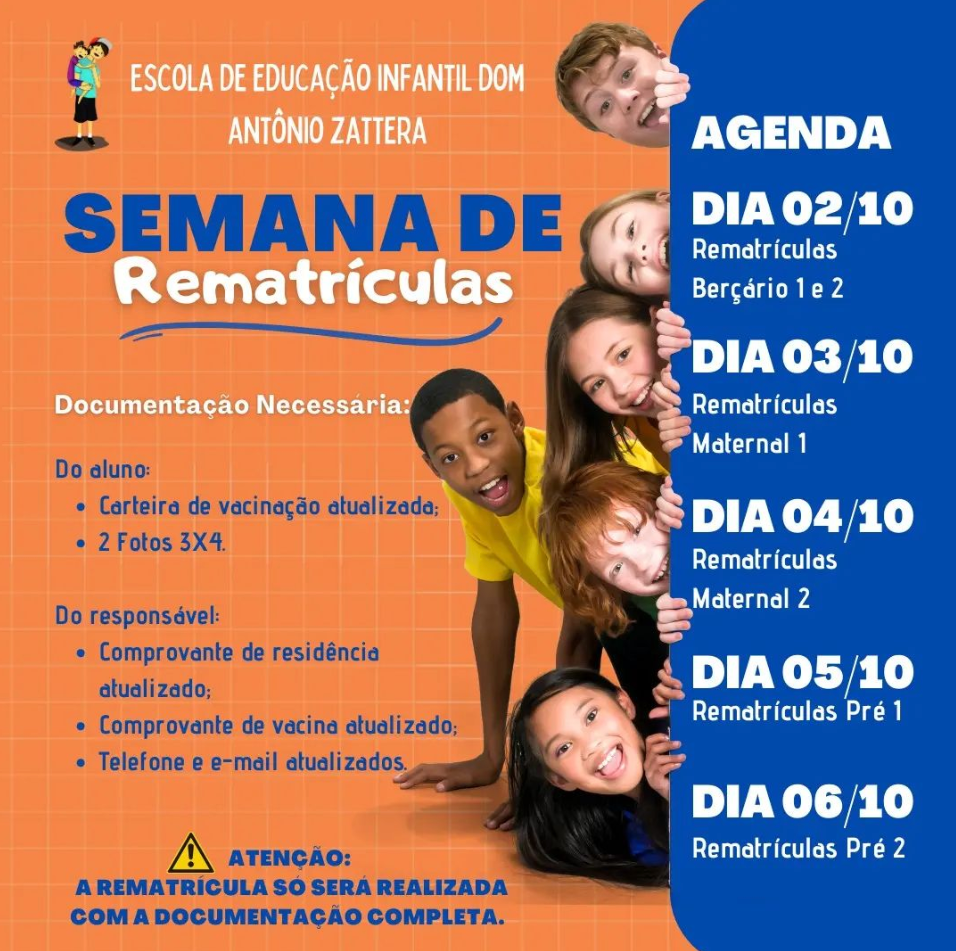 ESCOLA DE EDUCAÇÃO INFANTIL DOM
ANTÔNIO ZATTERA
SEMANA DE
Rematrículas
Documentação Necessária:
Do aluno:
• Carteira de vacinação atualizada;
• 2 Fotos 3X4.
Do responsável:
• Comprovante de residência
atualizado;
• Comprovante de vacina atualizado;
• Telefone e e-mail atualizados.
ATENÇÃO:
A REMATRÍCULA SÓ SERÁ REALIZADA
COM A DOCUMENTAÇÃO COMPLETA.
AGENDA
DIA 02/10
Rematrículas
Berçário 1 e 2
DIA 03/10
Rematrículas
Maternal 1
DIA 04/10
Rematrículas
Maternal 2
DIA 05/10
Rematrículas Pré 1
DIA 06/10
Rematrículas Pré 2